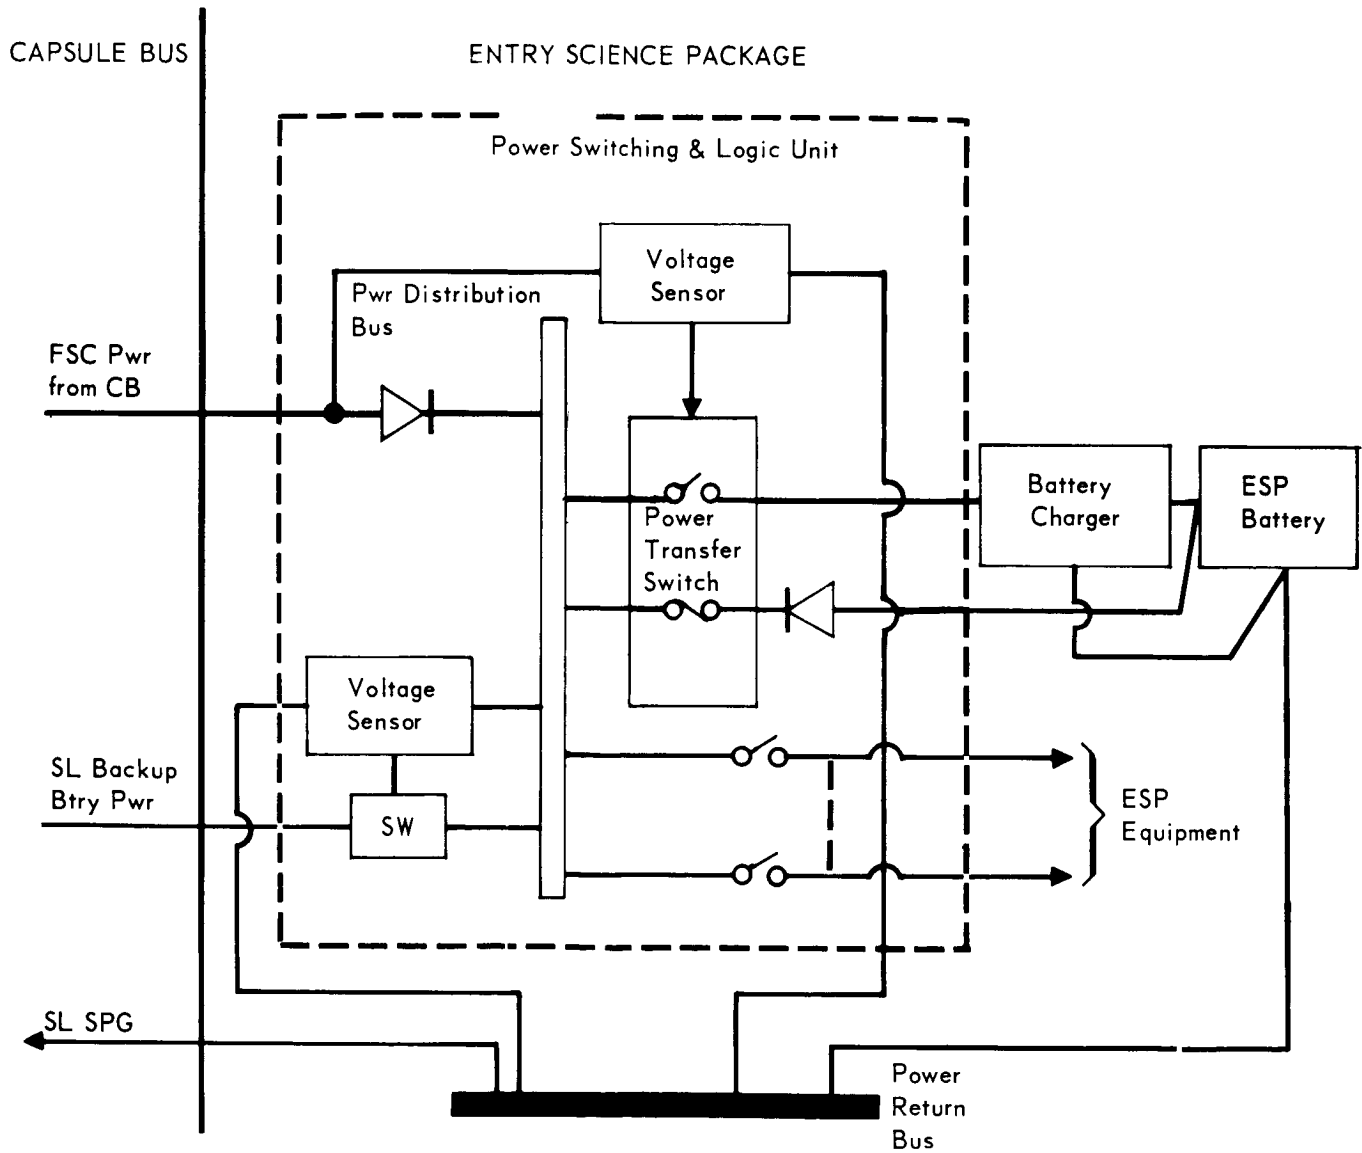 CAPSULE BUS
ENTRY SCIENCE PACKAGE
Power Switching & Logic Unit
Voltage
Sensor
Pwr Distribution
Bus
FSC Pwr
from CB
Battery
Charger
ESP
Battery
Power
Transfer
Switch
Voltage
Sensor
SL Backup
Btry Pwr
SW
ESP
Equipment
SL SPG
Power
Return
Bus